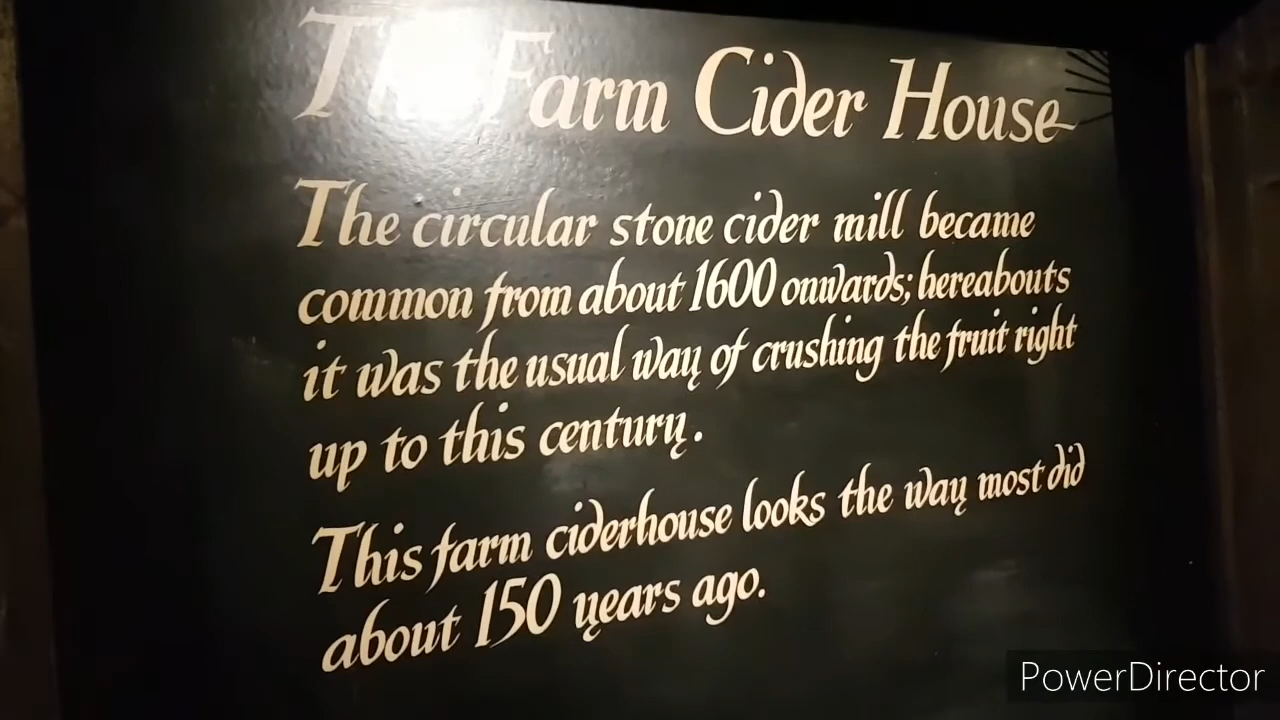 The Farm Cider House
The circular stone cider mill became
common from about 1600 onwards; hereabouts
it was the usual way of crushing the fruit right
up to this century.
This farm ciderhouse looks the way most did
about 150 years ago.
PowerDirector